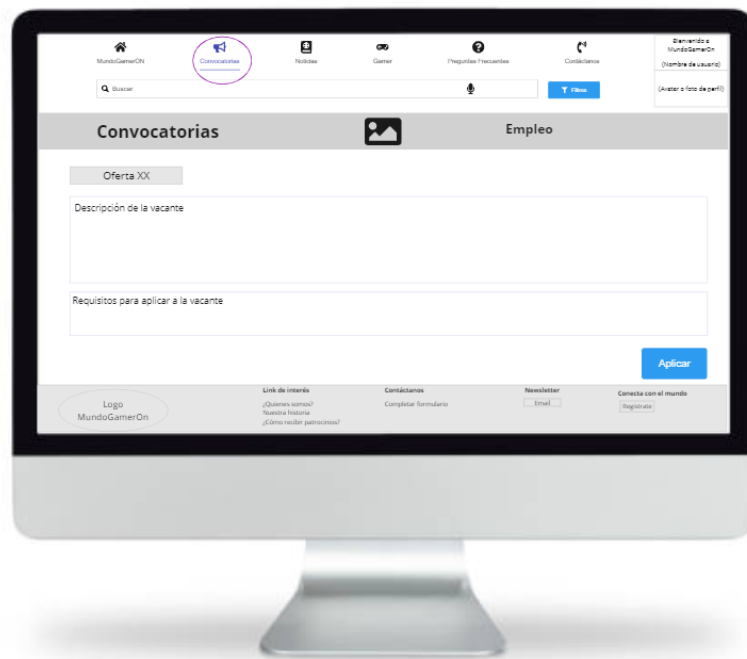 MundoGamerON
Convocatorias
Noticias
Gamer
Preguntas Frecuentes
Contáctanos
Bienvenido a
MundoGamerOn
(Nombre de usuario)
Buscar
Filtros
(Avatar o foto de perfil)
Convocatorias
Empleo
Oferta XX
Descripción de la vacante
Requisitos para aplicar a la vacante
Aplicar
Logo
MundoGamerOn
Link de interés
¿Quienes somos?
Nuestra historia
¿Cómo recibir patrocinios?
Contáctanos
Completar formulario
Newsletter
Email
Conecta con el mundo
Registrate